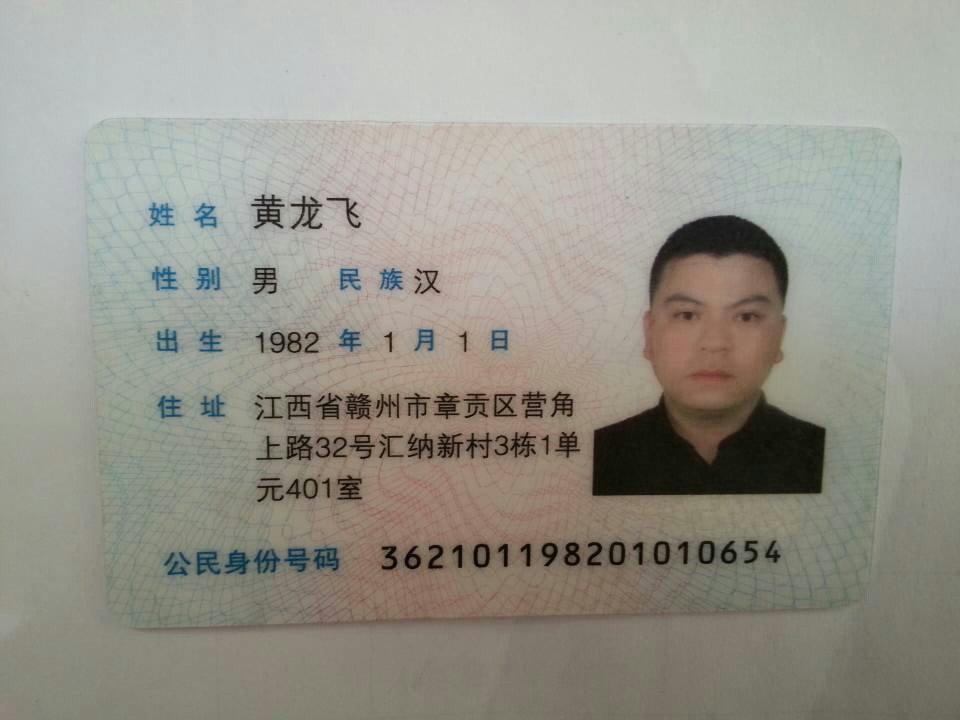 姓名 黄龙飞
性别 男 民族 汉
出生 1982 年 1 月 1 日
住址 江西省赣州市章贡区营角
上路32号汇纳新村3栋1单
元401室
公民身份号码 362101198201010654